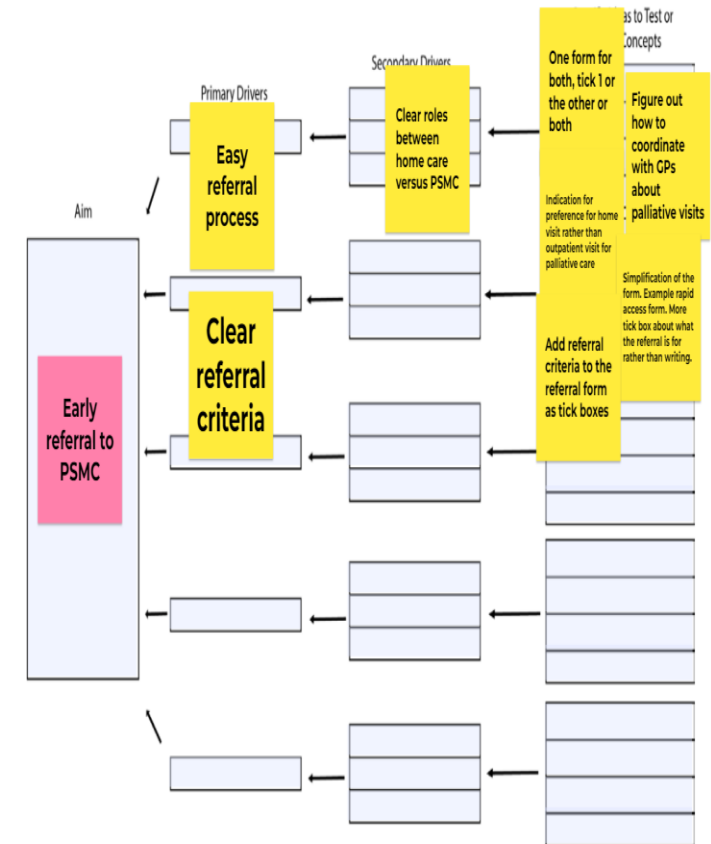 as to Test or
Concepts
Secondary Drivers
Primary Drivers
Aim
One form for
both, tick 1 or
the other or
both
Figure out
how to
coordinate
with GPs
about
palliative visits
Clear roles
between
home care
versus PSMC
Easy
referral
process
Indication for
preference for home
visit rather than
outpatient visit for
palliative care
Simplification of the
form. Example rapid
access form. More
tick box about what
the referral is for
rather than writing.
Clear
referral
criteria
Add referral
criteria to the
referral form
as tick boxes
Early
referral to
PSMC